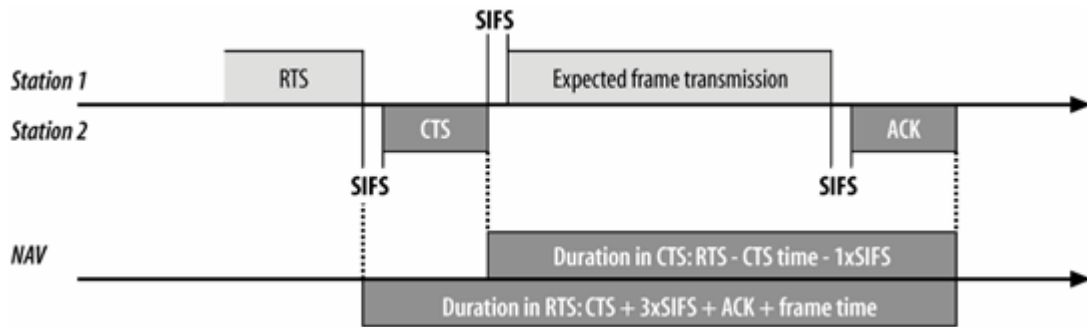 SIFS
Station 1
RTS
Expected frame transmission
Station 2
CTS
ACK
SIFS
SIFS
NAV
Duration in CTS: RTS - CTS time - 1xSIFS
Duration in RTS: CTS + 3xSIFS + ACK + frame time